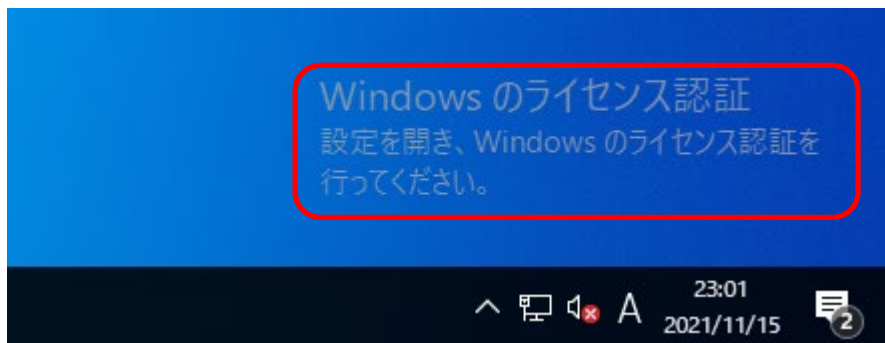 Windows のライセンス認証
設定を開き、Windows のライセンス認証を
行ってください。
A
23:01
2021/11/15
2